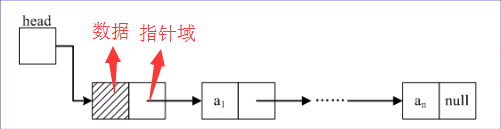 head
数据 指针域
a1 ...... an null